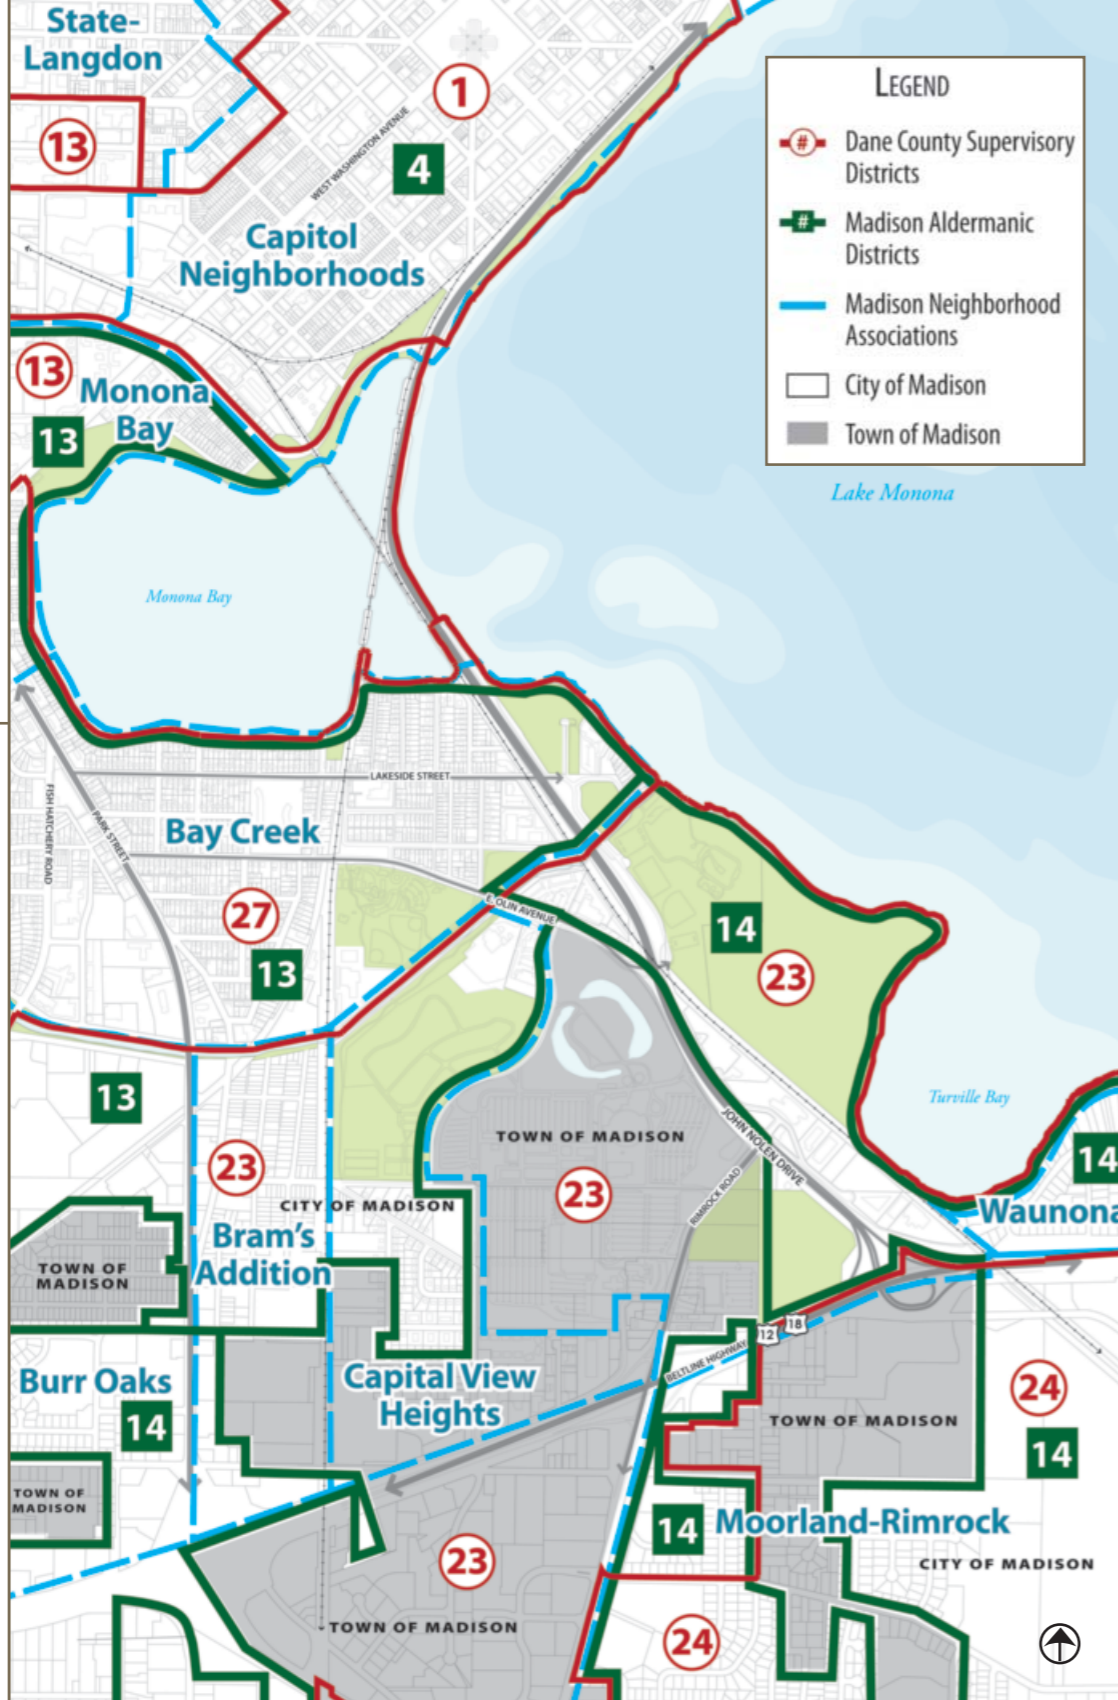 State-
Langdon
1
13
WEST WASHINGTON AVENUE
4
Capitol
Neighborhoods
LEGEND
# Dane County Supervisory
Districts
# Madison Aldermanic
Districts
Madison Neighborhood
Associations
City of Madison
Town of Madison
Lake Monona
13
Monona
Bay
13
Monona Bay
LAKESIDE STREET
FISH HATCHERY ROAD
PARK STREET
Bay Creek
27
13
E. OLIN AVENUE
14
23
13
Turville Bay
TOWN OF MADISON
JOHN NOLEN DRIVE
14
23
23
RIMROCK ROAD
CITY OF MADISON
Waunona
Bram's
Addition
TOWN OF
MADISON
12
18
BELTLINE HIGHWAY
Burr Oaks
14
Capital View
Heights
24
TOWN OF MADISON
14
TOWN OF
MADISON
14
Moorland-Rimrock
23
CITY OF MADISON
TOWN OF MADISON
24